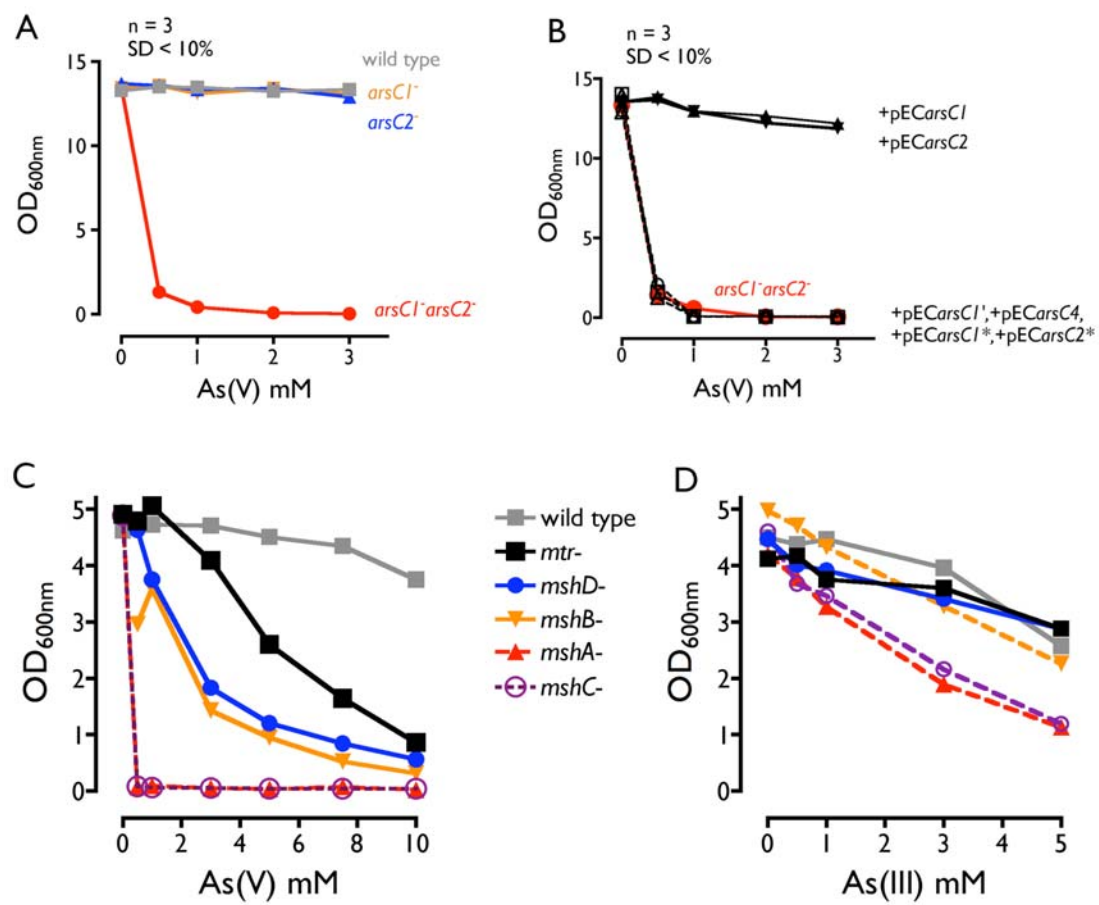 A
n = 3
SD < 10%
wild type
arsC1-
arsC2-
arsC1-arsC2-
15
10
5
0
OD600nm
0 1 2 3
As(V) mM
B
n = 3
SD < 10%
+pECarsC1
+pECarsC2
arsC1-arsC2-
+pECarsC1', +pECarsC4,
+pECarsC1*, +pECarsC2*
15
10
5
0
OD600nm
0 1 2 3
As(V) mM
C
5
4
3
2
1
0
OD600nm
0 2 4 6 8 10
As(V) mM
wild type
mtr-
mshD-
mshB-
mshA-
mshC-
D
5
4
3
2
1
0
OD600nm
0 1 2 3 4 5
As(III) mM